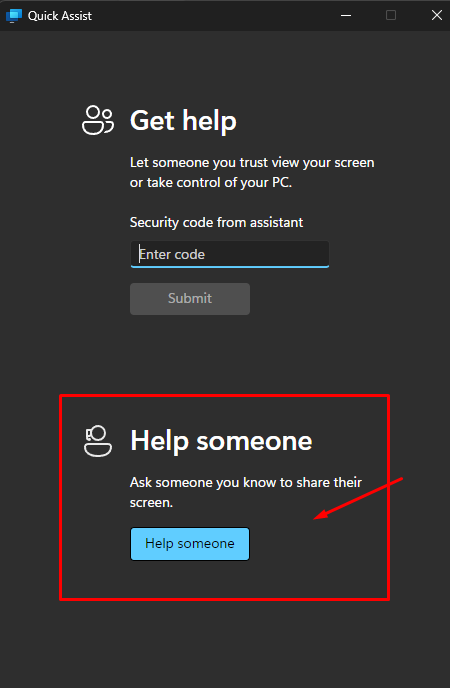 Quick Assist
Get help
Let someone you trust view your screen
or take control of your PC.
Security code from assistant
Enter code
Submit
Help someone
Ask someone you know to share their
screen.
Help someone